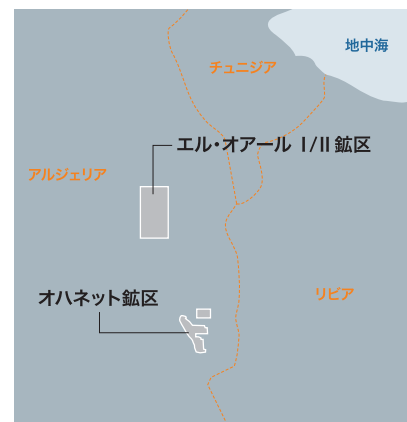 地中海
チュニジア
エル・オアール I/II 鉱区
アルジェリア
オハネット鉱区
リビア